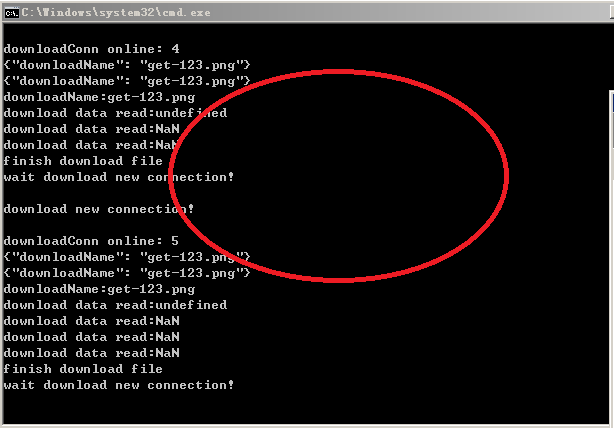 C:\Windows\system32\cmd.exe
downloadConn online: 4
{"downloadName": "get-123.png"}
{"downloadName": "get-123.png"}
downloadName:get-123.png
download data read:undefined
download data read:NaN
download data read:NaN
finish download file
wait download new connection!
download new connection!
downloadConn online: 5
{"downloadName": "get-123.png"}
{"downloadName": "get-123.png"}
downloadName:get-123.png
download data read:undefined
download data read:NaN
download data read:NaN
download data read:NaN
finish download file
wait download new connection!